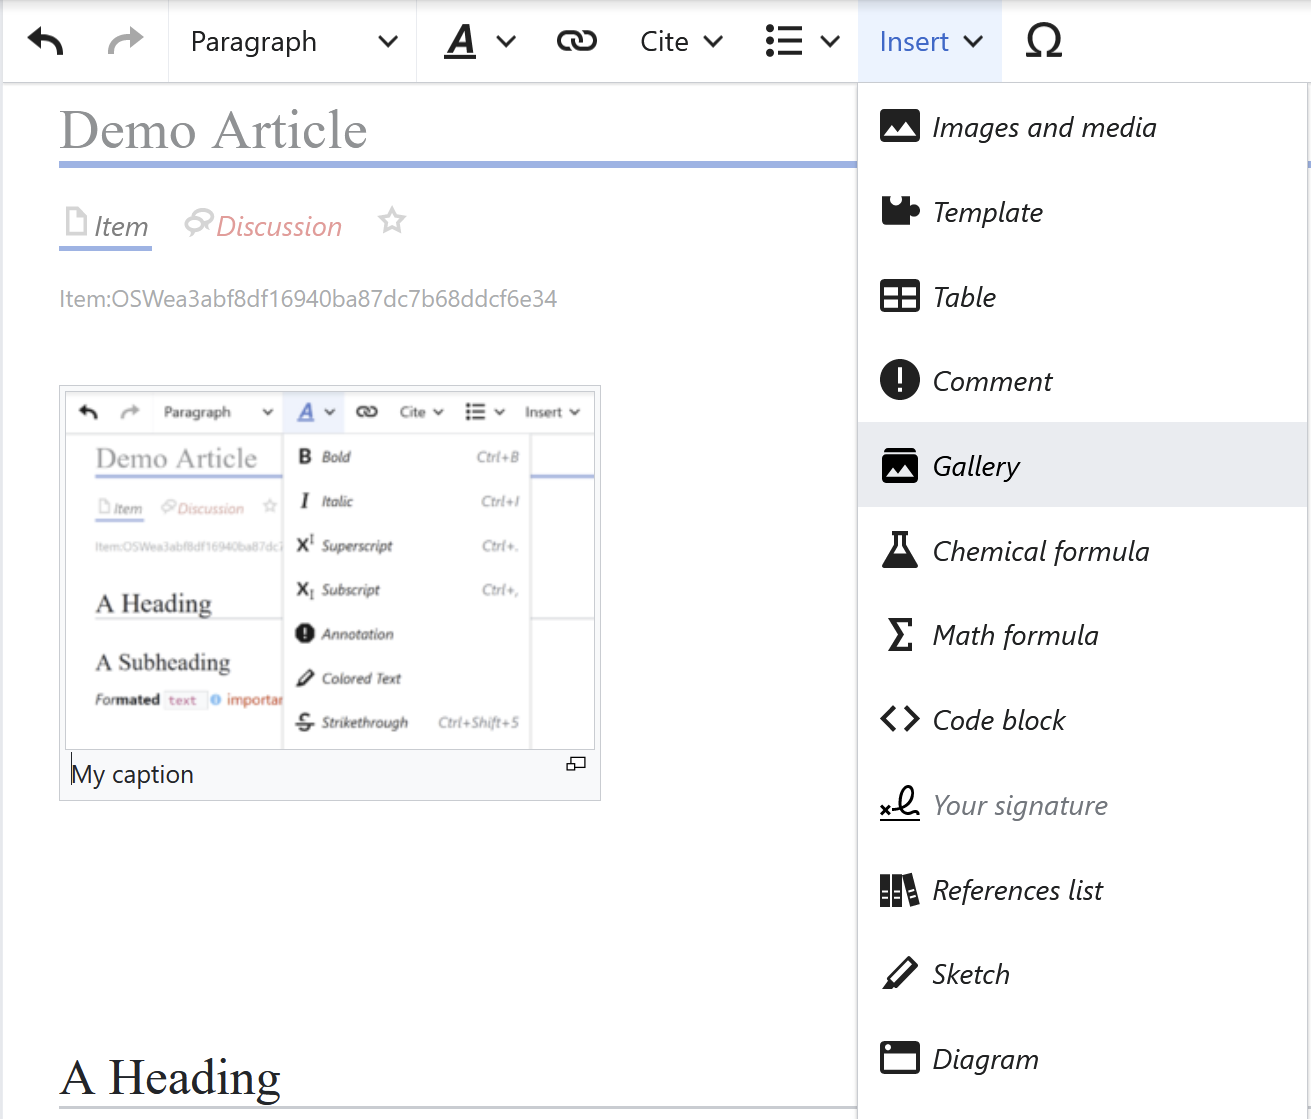 Paragraph A Cite Insert Ω
Demo Article
Item Discussion
Item:OSWea3abf8df16940ba87dc7b68ddcf6e34
Paragraph A Cite Insert
Demo Article
Item Discussion
Item:OSWea3abf8df16940ba87dc7
A Heading
A Subheading
Formated text importan
B Bold Ctrl+B
I Italic Ctrl+I
X¹ Superscript Ctrl+.
X₁ Subscript Ctrl+,
Annotation
Colored Text
S Strikethrough Ctrl+Shift+5
My caption
A Heading
Images and media
Template
Table
Comment
Gallery
Chemical formula
Σ Math formula
Code block
Your signature
References list
Sketch
Diagram